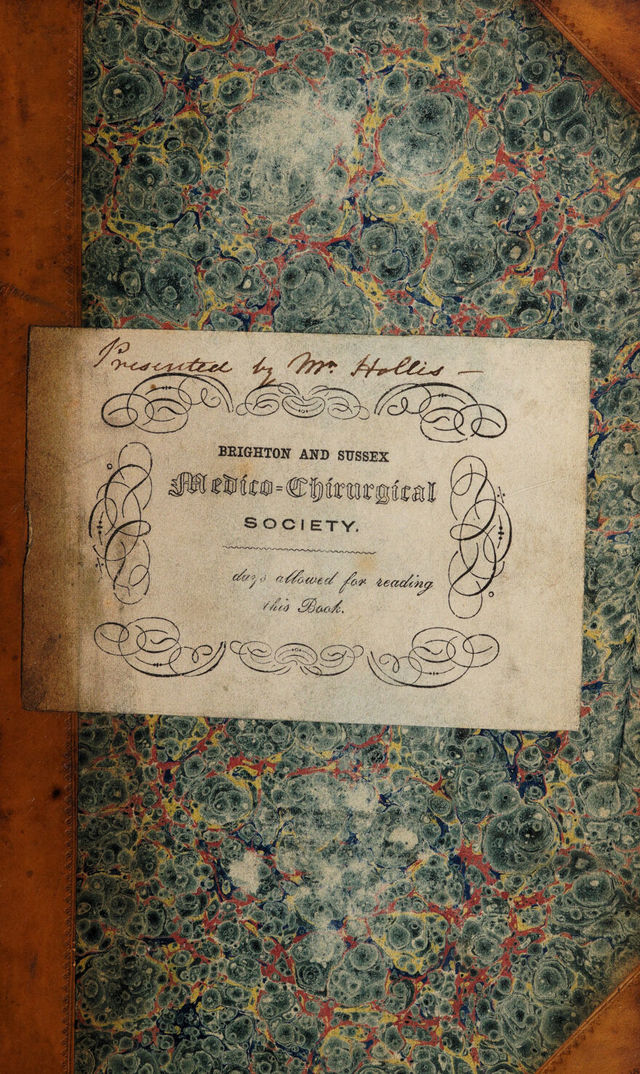 Presented by Mr. Hollis —
BRIGHTON AND SUSSEX
Medico-Chirurgical
SOCIETY.
days allowed for reading
this Book.